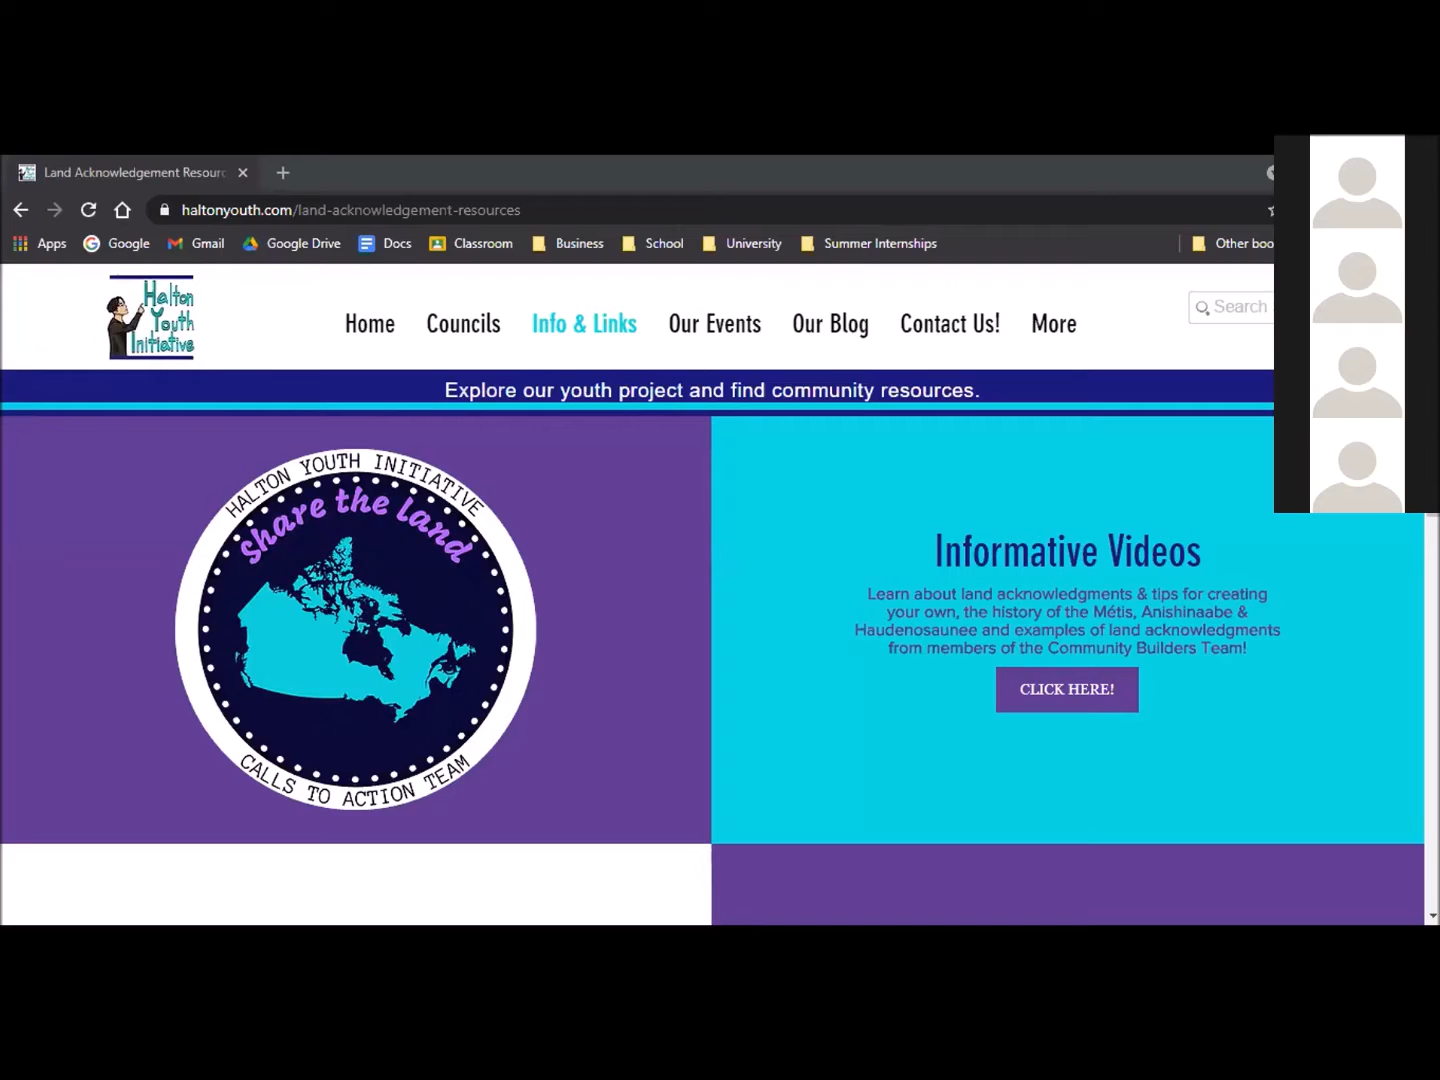 Land Acknowledgement Resourc
haltonyouth.com/land-acknowledgement-resources
Apps Google Gmail Google Drive Docs Classroom Business School University Summer Internships Other boo
Halton
Youth
Initiative
Home Councils Info & Links Our Events Our Blog Contact Us! More
Search
Explore our youth project and find community resources.
HALTON YOUTH INITIATIVE
Share the Land
CALLS TO ACTION TEAM
Informative Videos
Learn about land acknowledgments & tips for creating
your own, the history of the Métis, Anishinaabe &
Haudenosaunee and examples of land acknowledgments
from members of the Community Builders Team!
CLICK HERE!